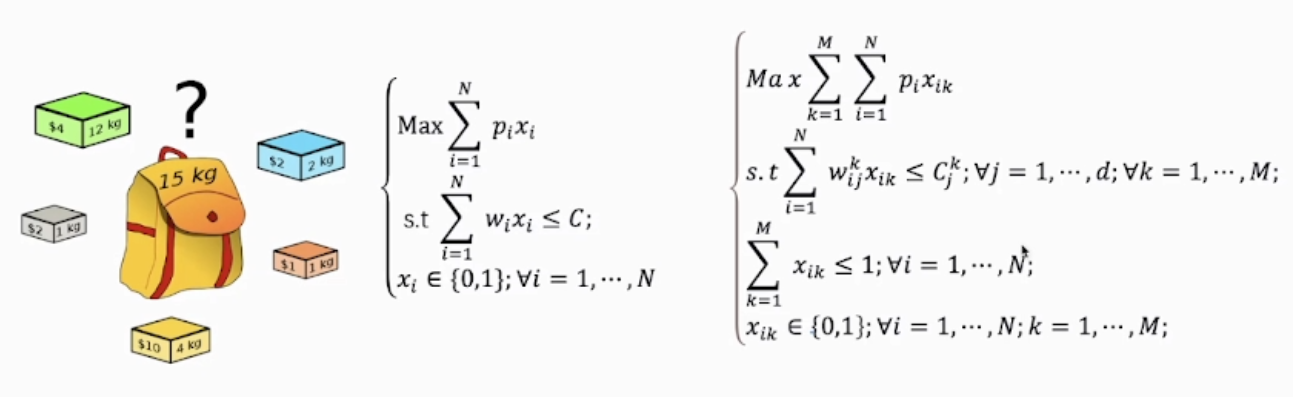 ?
15 kg
$4 12 kg
$2 2 kg
$2 1 kg
$1 1 kg
$10 4 kg
Max ∑_{i=1}^{N} p_i x_i
s.t ∑_{i=1}^{N} w_i x_i ≤ C;
x_i ∈ {0,1}; ∀i = 1, ⋯ , N
Max ∑_{k=1}^{M} ∑_{i=1}^{N} p_i x_{ik}
s.t ∑_{i=1}^{N} w_{ij}^{k} x_{ik} ≤ C_j^k; ∀j = 1, ⋯ , d; ∀k = 1, ⋯ , M;
∑_{k=1}^{M} x_{ik} ≤ 1; ∀i = 1, ⋯ , N;
x_{ik} ∈ {0,1}; ∀i = 1, ⋯ , N; k = 1, ⋯ , M;